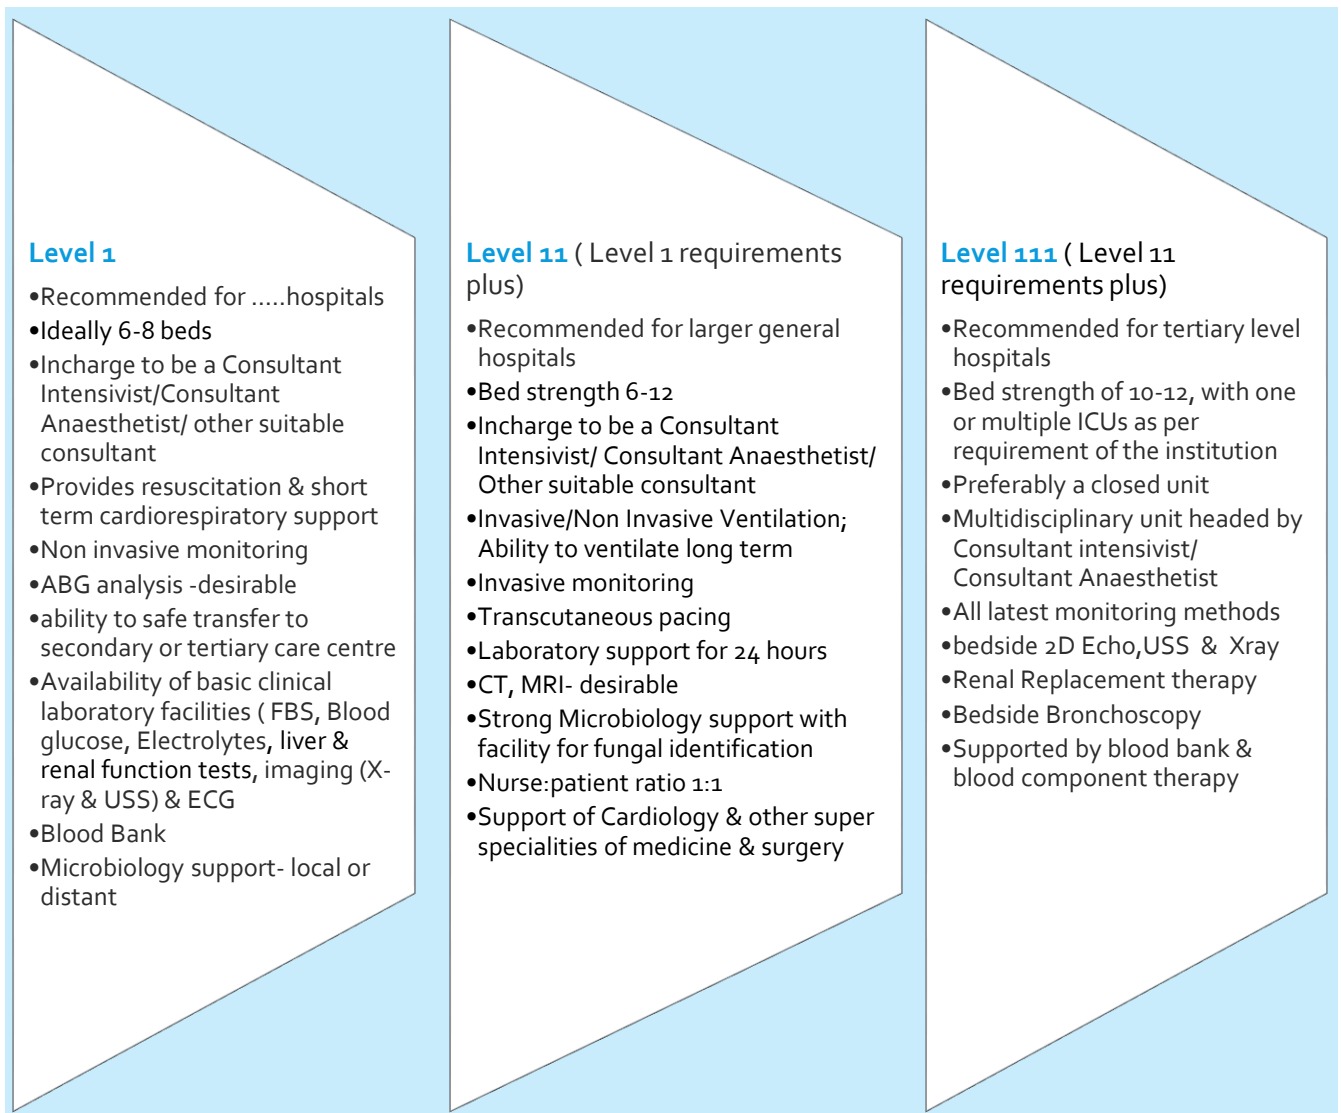 Level 1
•Recommended for .....hospitals
•Ideally 6-8 beds
•Incharge to be a Consultant
Intensivist/Consultant
Anaesthetist/ other suitable
consultant
•Provides resuscitation & short
term cardiorespiratory support
•Non invasive monitoring
•ABG analysis -desirable
•ability to safe transfer to
secondary or tertiary care centre
•Availability of basic clinical
laboratory facilities ( FBS, Blood
glucose, Electrolytes, liver &
renal function tests, imaging (X-
ray & USS) & ECG
•Blood Bank
•Microbiology support- local or
distant
Level 11 ( Level 1 requirements
plus)
•Recommended for larger general
hospitals
•Bed strength 6-12
•Incharge to be a Consultant
Intensivist/ Consultant Anaesthetist/
Other suitable consultant
•Invasive/Non Invasive Ventilation;
Ability to ventilate long term
•Invasive monitoring
•Transcutaneous pacing
•Laboratory support for 24 hours
•CT, MRI- desirable
•Strong Microbiology support with
facility for fungal identification
•Nurse:patient ratio 1:1
•Support of Cardiology & other super
specialities of medicine & surgery
Level 111 ( Level 11
requirements plus)
•Recommended for tertiary level
hospitals
•Bed strength of 10-12, with one
or multiple ICUs as per
requirement of the institution
•Preferably a closed unit
•Multidisciplinary unit headed by
Consultant intensivist/
Consultant Anaesthetist
•All latest monitoring methods
•bedside 2D Echo,USS & Xray
•Renal Replacement therapy
•Bedside Bronchoscopy
•Supported by blood bank &
blood component therapy